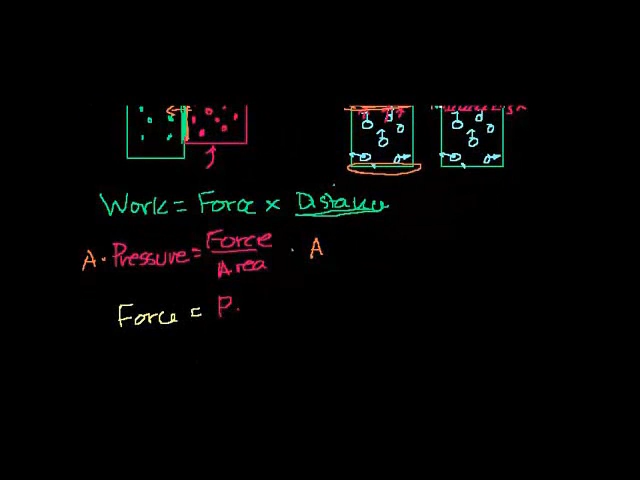 Work = Force × Distance
A · Pressure = Force / Area · A
Force = P.